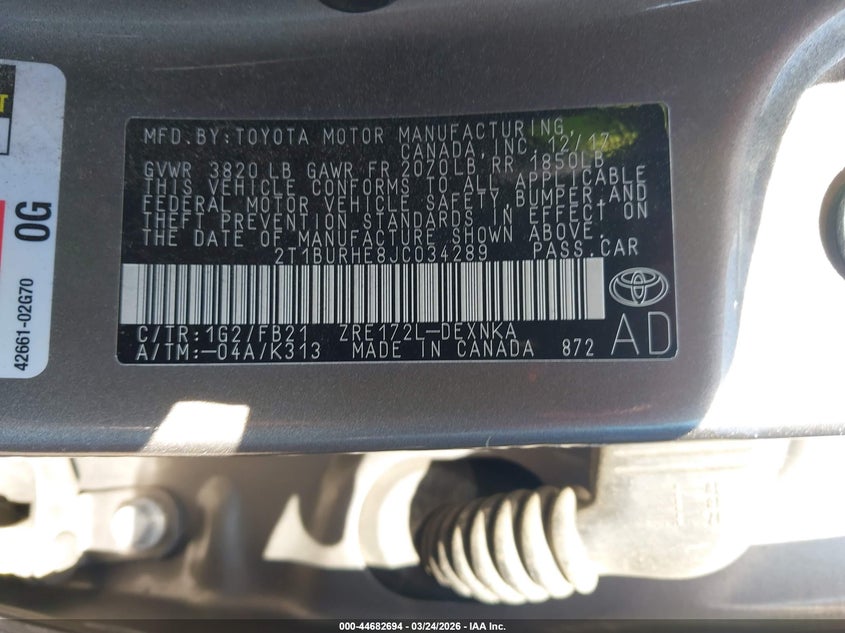 MFD. BY: TOYOTA MOTOR MANUFACTURING,
CANADA, INC. 12/17
GVWR 3820 LB GAWR FR 2070 LB RR 1850LB
THIS VEHICLE CONFORMS TO ALL APPLICABLE
FEDERAL MOTOR VEHICLE SAFETY, BUMPER, AND
THEFT PREVENTION STANDARDS IN EFFECT ON
THE DATE OF MANUFACTURE SHOWN ABOVE.
2T1BURHE8JC034289 PASS. CAR
C/TR: 1G2/FB21 ZRE172L-DEXNKA
A/TM:-04A/K313 MADE IN CANADA 872
AD
0G
42661-02G70
000-44682694 | 03/24/2026 | IAA Inc.